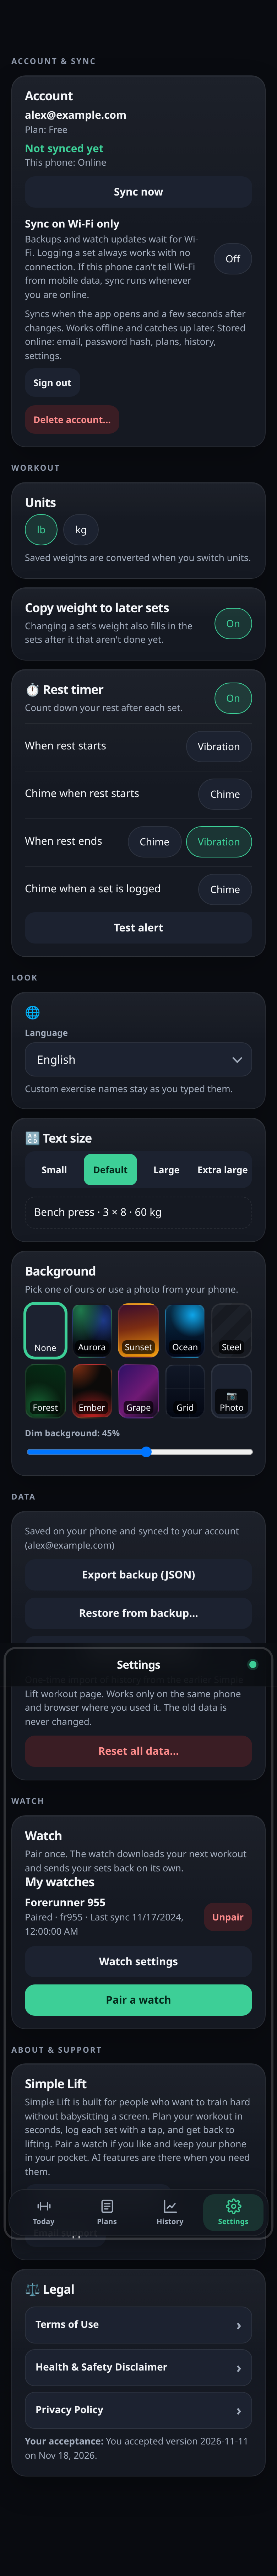 ACCOUNT & SYNC
Account
alex@example.com
Plan: Free
Not synced yet
This phone: Online
Sync now
Sync on Wi-Fi only
Backups and watch updates wait for Wi-
Fi. Logging a set always works with no
connection. If this phone can't tell Wi-Fi
from mobile data, sync runs whenever
you are online.
Off
Syncs when the app opens and a few seconds after
changes. Works offline and catches up later. Stored
online: email, password hash, plans, history,
settings.
Sign out
Delete account...
WORKOUT
Units
lb
kg
Saved weights are converted when you switch units.
Copy weight to later sets
Changing a set's weight also fills in the
sets after it that aren't done yet.
On
Rest timer
Count down your rest after each set.
On
When rest starts
Vibration
Chime when rest starts
Chime
When rest ends
Chime
Vibration
Chime when a set is logged
Chime
Test alert
LOOK
Language
English
Custom exercise names stay as you typed them.
Text size
Small
Default
Large
Extra large
Bench press · 3 × 8 · 60 kg
Background
Pick one of ours or use a photo from your phone.
None
Aurora
Sunset
Ocean
Steel
Forest
Ember
Grape
Grid
Photo
Dim background: 45%
DATA
Saved on your phone and synced to your account
(alex@example.com)
Export backup (JSON)
Restore from backup...
Settings
Lift workout page. Works only on the same phone
and browser where you used it. The old data is
never changed.
Reset all data...
WATCH
Watch
Pair once. The watch downloads your next workout
and sends your sets back on its own.
My watches
Forerunner 955
Paired · fr955 · Last sync 11/17/2024,
12:00:00 AM
Unpair
Watch settings
Pair a watch
ABOUT & SUPPORT
Simple Lift
Simple Lift is built for people who want to train hard
without babysitting a screen. Plan your workout in
seconds, log each set with a tap, and get back to
lifting. Pair a watch if you like and keep your phone
in your pocket. AI features are there when you need
them.
Today
Plans
History
Settings
Legal
Terms of Use
Health & Safety Disclaimer
Privacy Policy
Your acceptance: You accepted version 2026-11-11
on Nov 18, 2026.